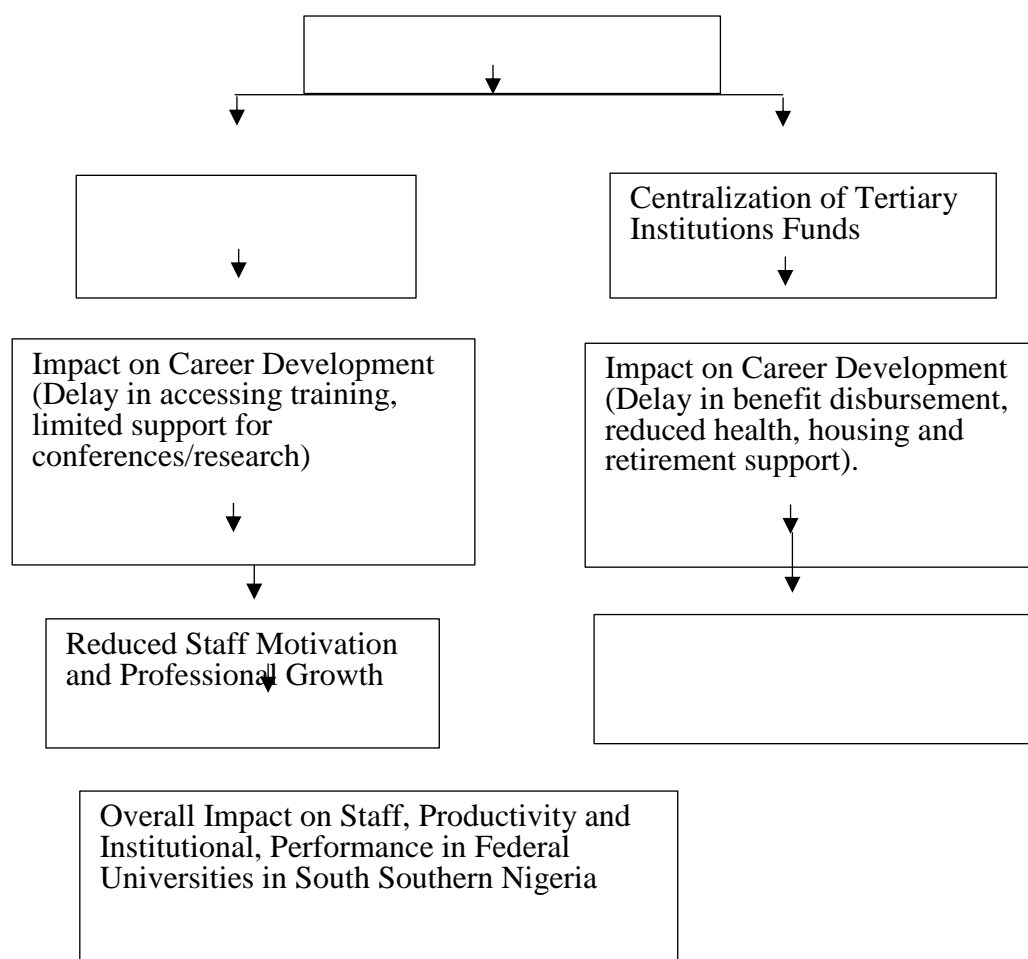 Centralization of Tertiary
Institutions Funds
Impact on Career Development
(Delay in accessing training,
limited support for
conferences/research)
Impact on Career Development
(Delay in benefit disbursement,
reduced health, housing and
retirement support).
Reduced Staff Motivation
and Professional Growth
Overall Impact on Staff, Productivity and
Institutional, Performance in Federal
Universities in South Southern Nigeria